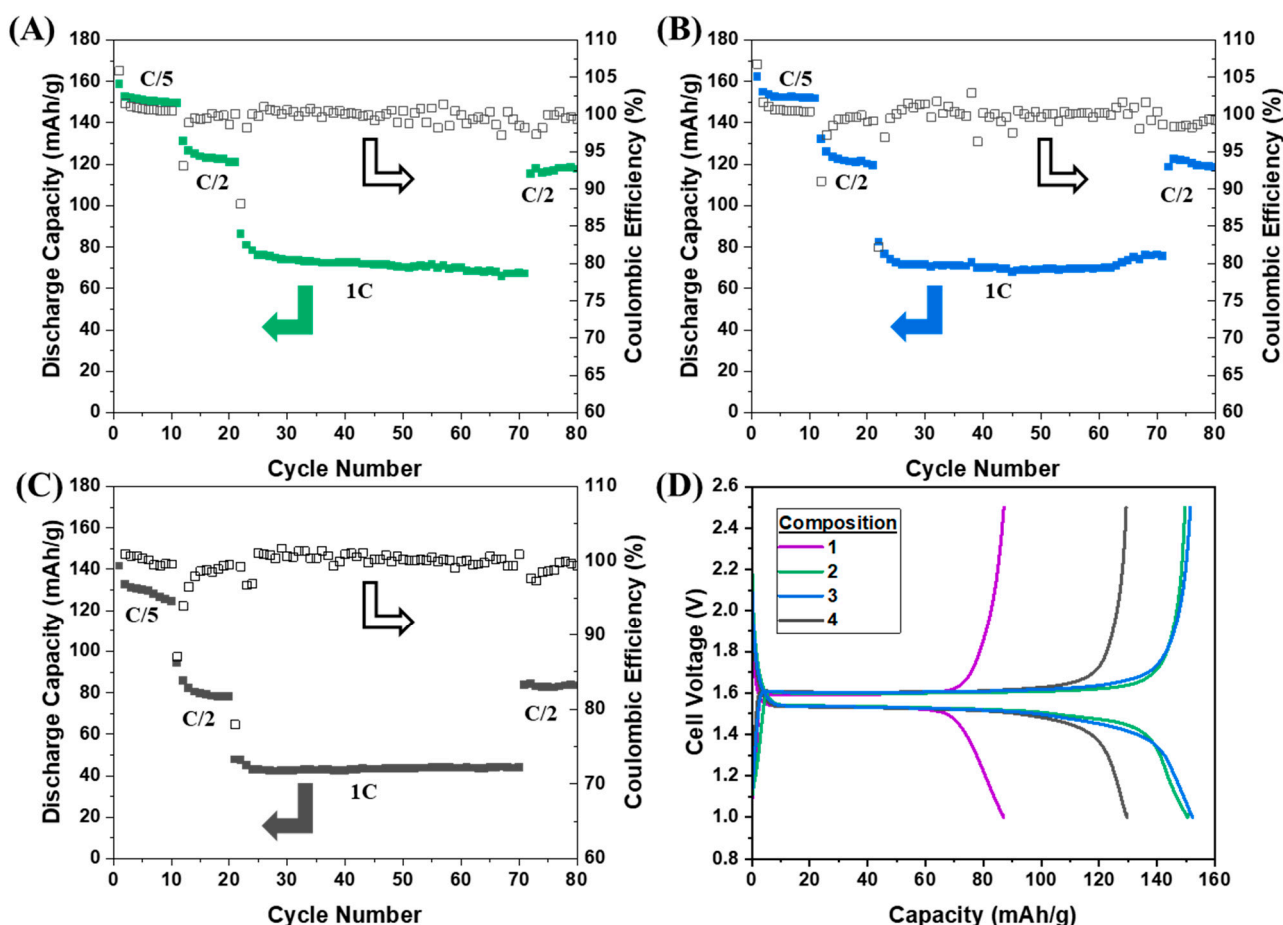 (A)
Discharge Capacity (mAh/g)
180
160
140
120
100
80
60
40
20
0
C/5
C/2
1C
C/2
110
105
100
95
90
85
80
75
70
65
60
Coulombic Efficiency (%)
0 10 20 30 40 50 60 70 80
Cycle Number
(B)
Discharge Capacity (mAh/g)
180
160
140
120
100
80
60
40
20
0
C/5
C/2
1C
C/2
110
105
100
95
90
85
80
75
70
65
60
Coulombic Efficiency (%)
0 10 20 30 40 50 60 70 80
Cycle Number
(C)
Discharge Capacity (mAh/g)
180
160
140
120
100
80
60
40
20
0
C/5
C/2
1C
C/2
110
100
90
80
70
60
Coulombic Efficiency (%)
0 10 20 30 40 50 60 70 80
Cycle Number
(D)
Cell Voltage (V)
2.6
2.4
2.2
2.0
1.8
1.6
1.4
1.2
1.0
0.8
Composition
1
2
3
4
0 20 40 60 80 100 120 140 160
Capacity (mAh/g)